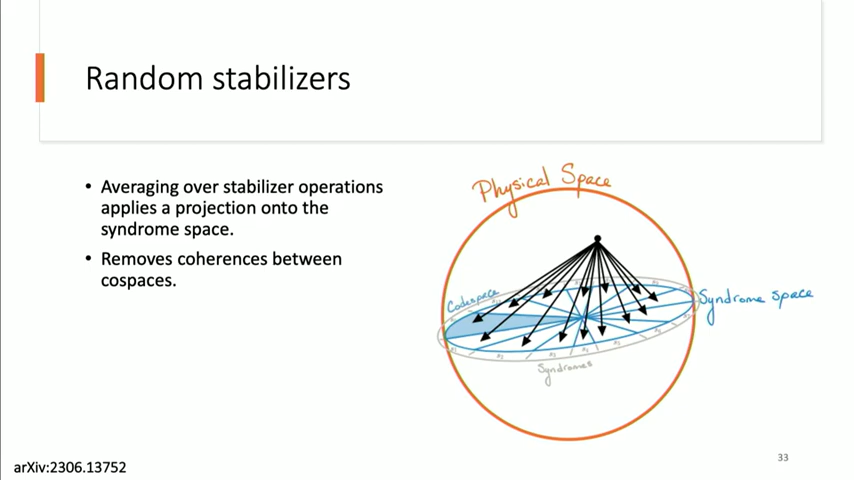 Random stabilizers
• Averaging over stabilizer operations
applies a projection onto the
syndrome space.
• Removes coherences between
cospaces.
Physical Space
Codespace
Syndrome space
Syndromes
33
arXiv:2306.13752